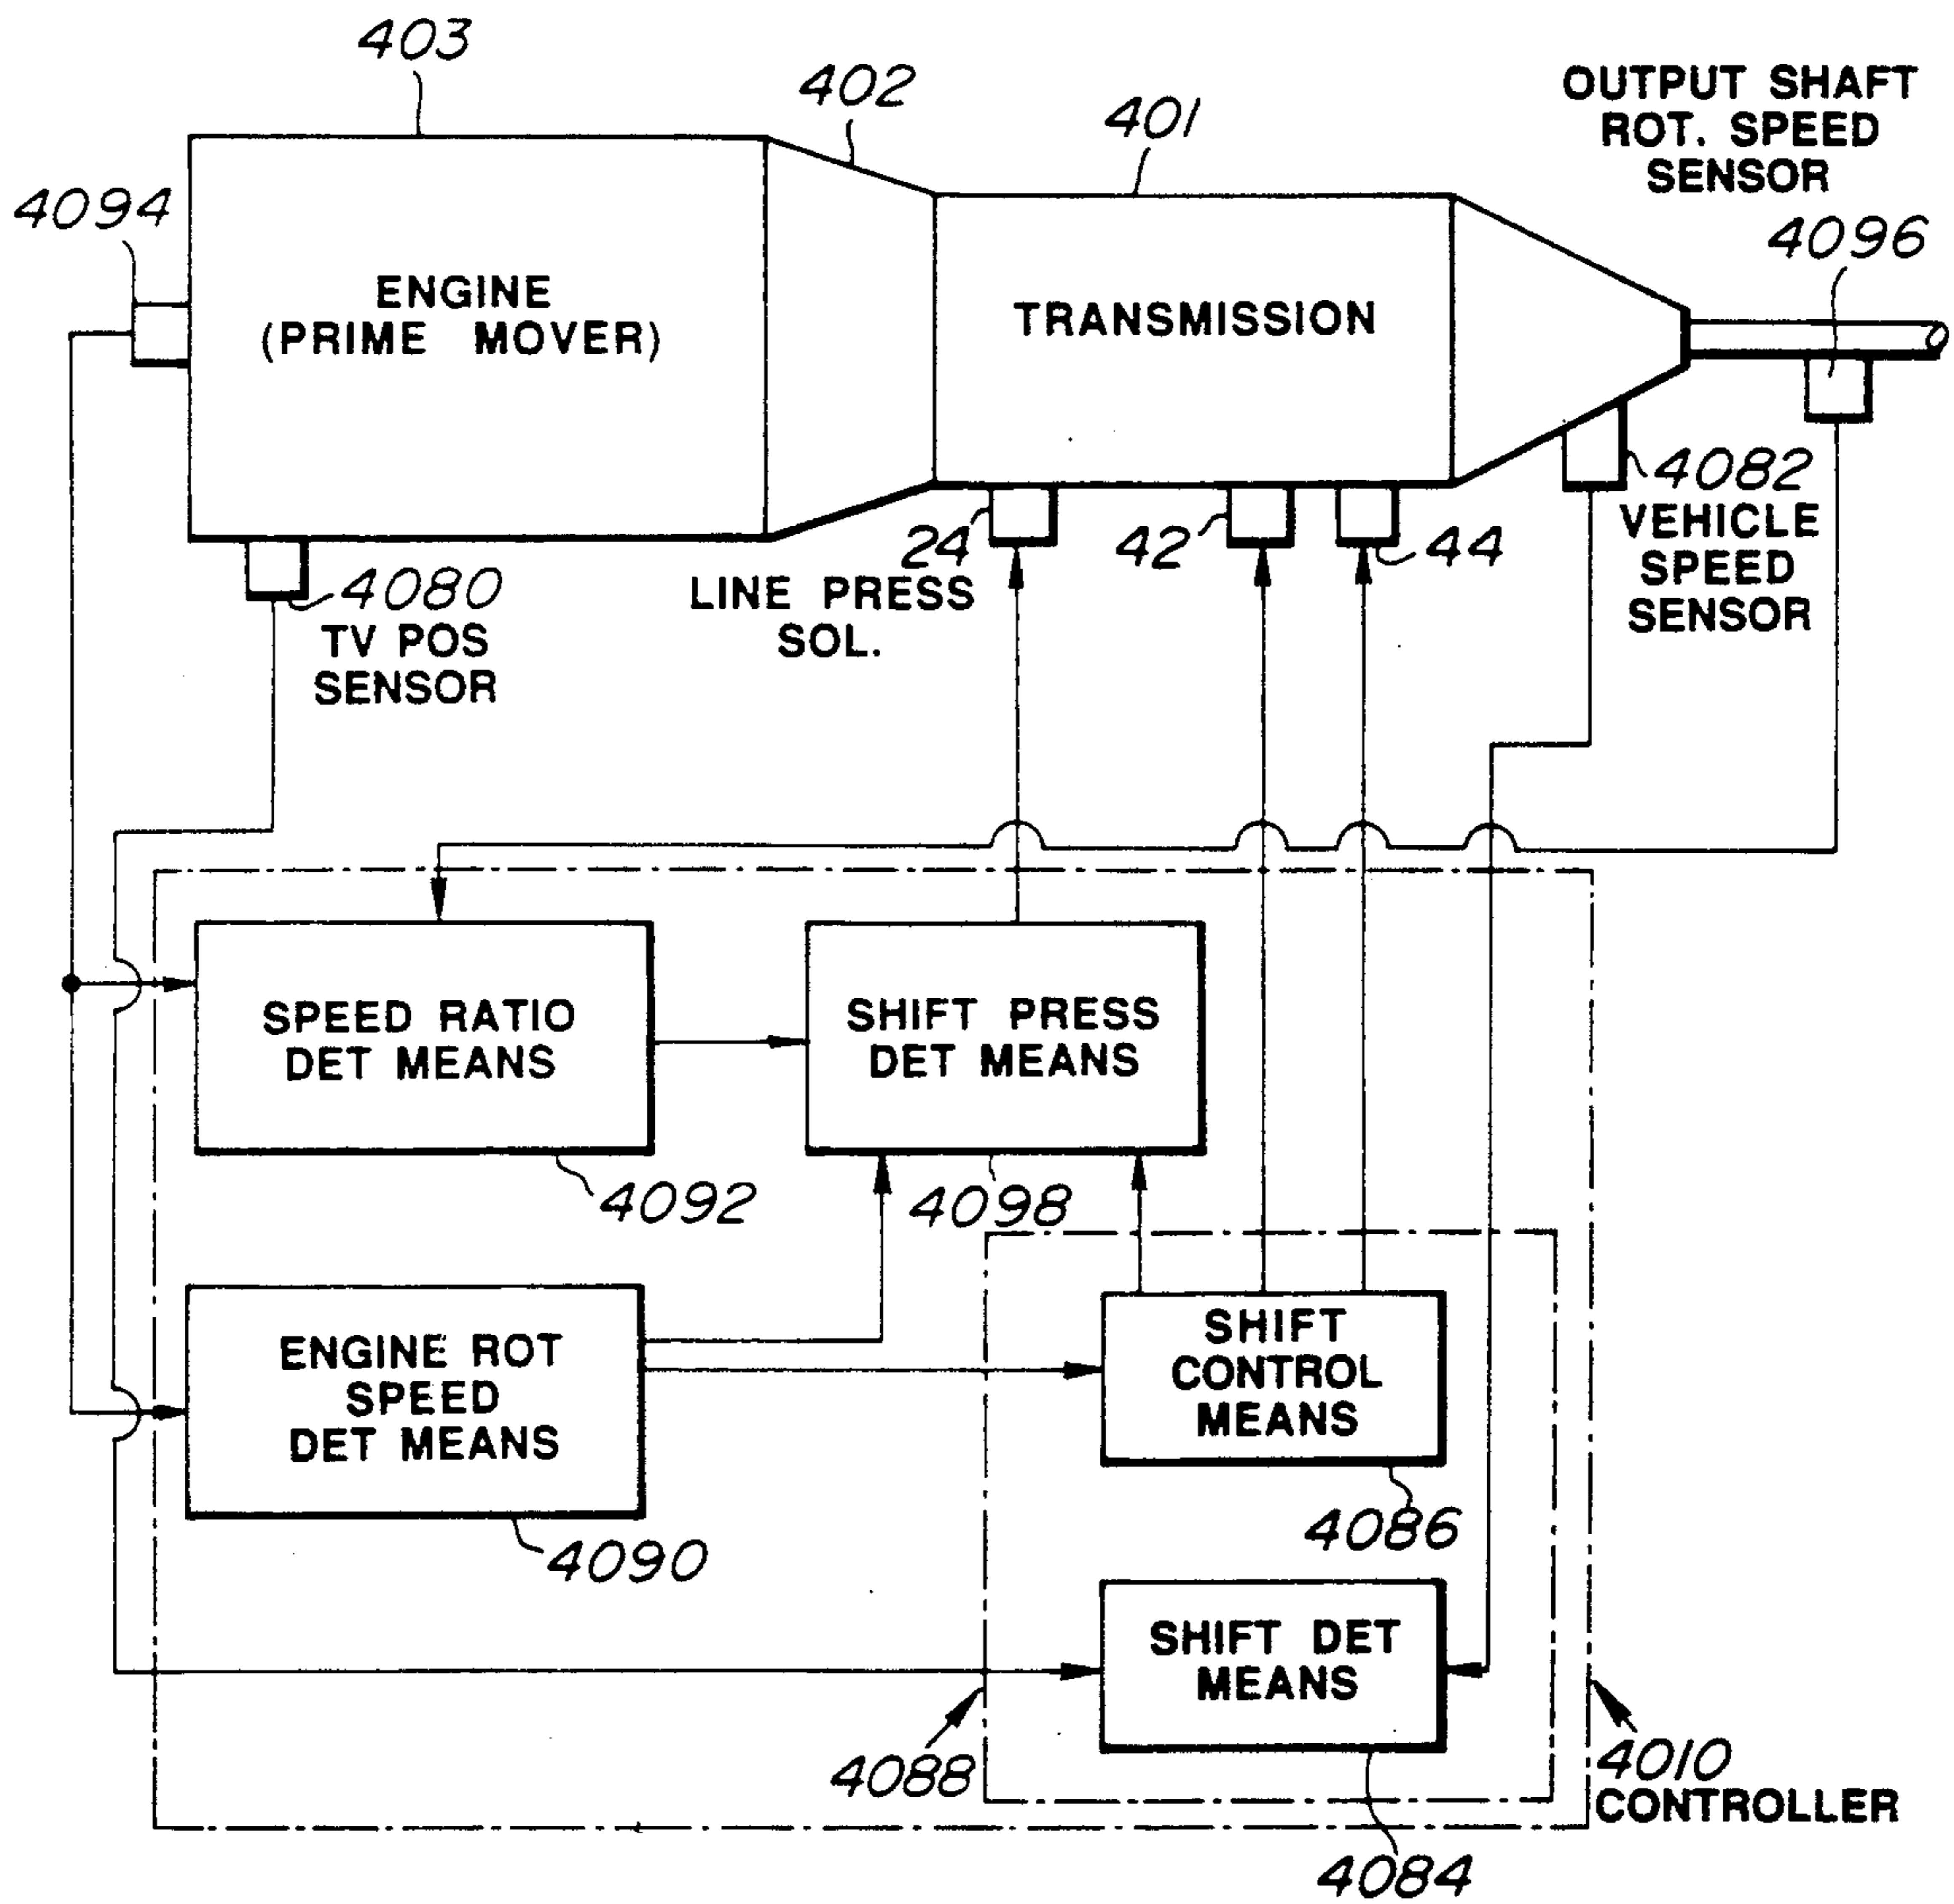 403
402
401
OUTPUT SHAFT
ROT. SPEED
SENSOR
4094
4096
ENGINE
(PRIME MOVER)
TRANSMISSION
4082
VEHICLE
SPEED
SENSOR
24
LINE PRESS
SOL.
42
44
4080
TV POS
SENSOR
SPEED RATIO
DET MEANS
SHIFT PRESS
DET MEANS
4092
4098
ENGINE ROT
SPEED
DET MEANS
SHIFT
CONTROL
MEANS
4086
4090
SHIFT DET
MEANS
4088
4010
CONTROLLER
4084